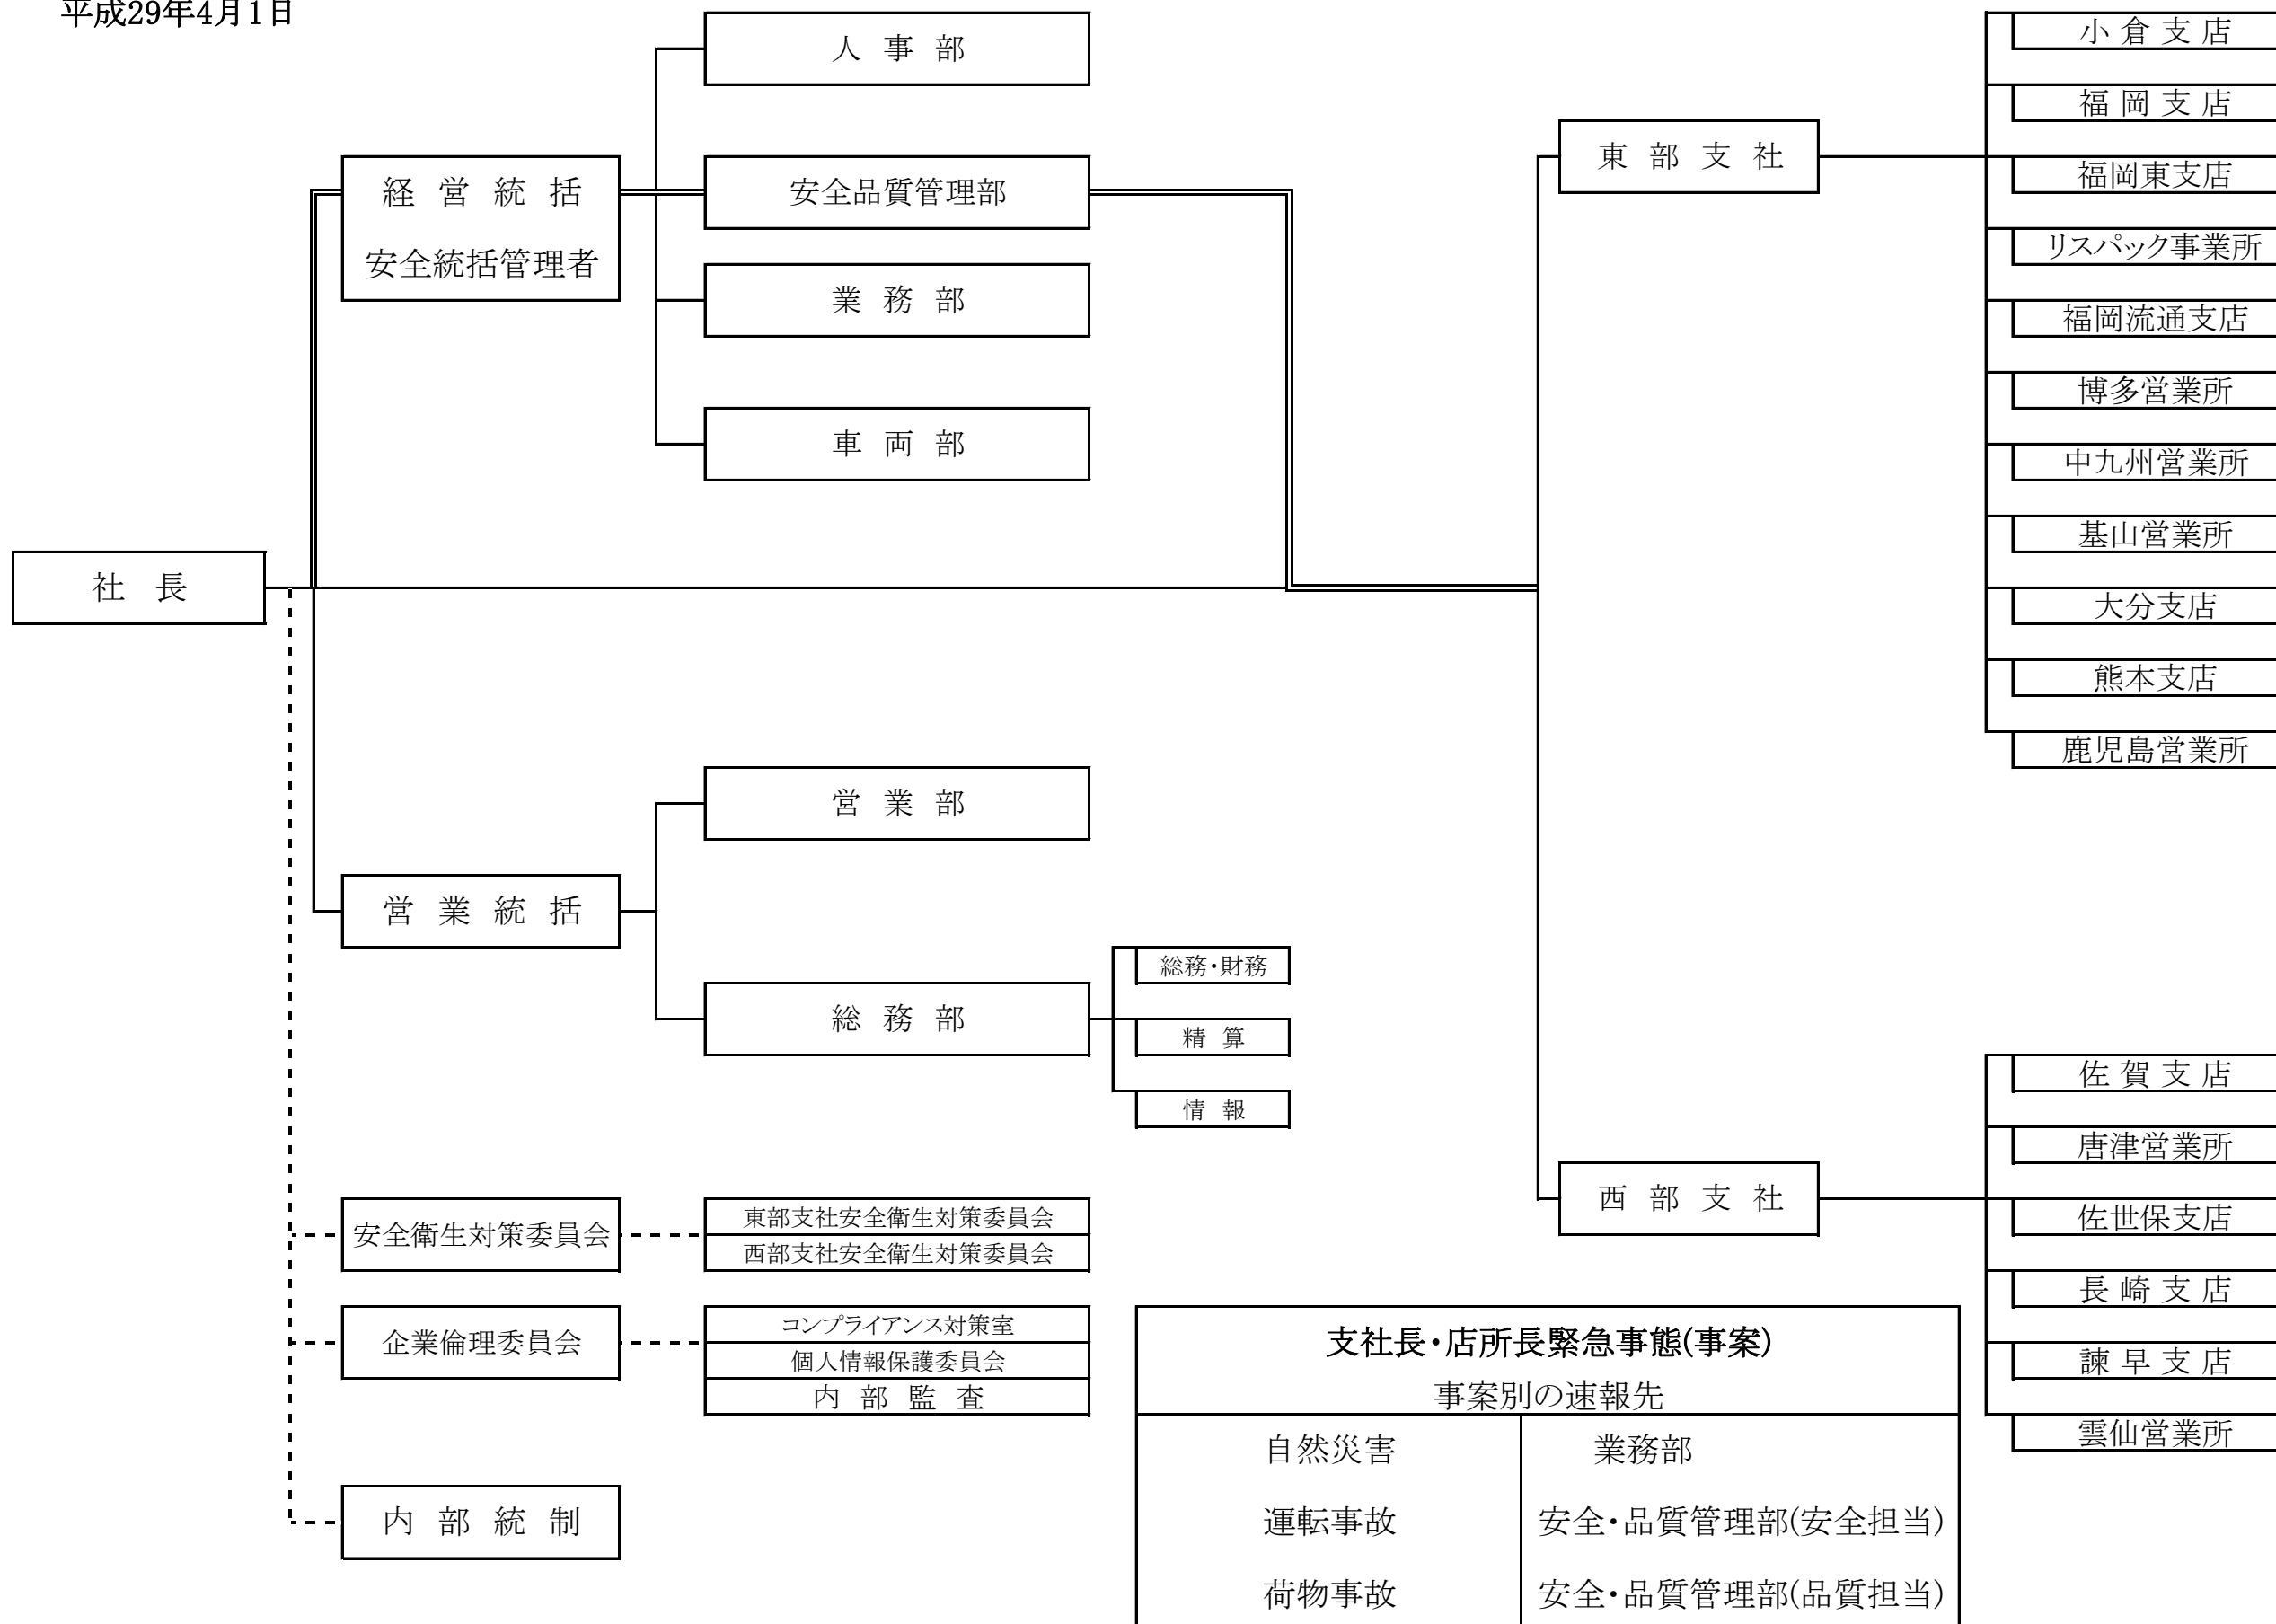 平成29年4月1日
人 事 部
経 営 統 括
安全統括管理者
安全品質管理部
業 務 部
車 両 部
社 長
営 業 部
営 業 統 括
総 務 部
総務・財務
精 算
情 報
安全衛生対策委員会
東部支社安全衛生対策委員会
西部支社安全衛生対策委員会
企業倫理委員会
コンプライアンス対策室
個人情報保護委員会
内 部 監 査
内 部 統 制
東 部 支 社
小 倉 支 店
福 岡 支 店
福岡東支店
リスパック事業所
福岡流通支店
博多営業所
中九州営業所
基山営業所
大分支店
熊本支店
鹿児島営業所
西 部 支 社
佐 賀 支 店
唐津営業所
佐世保支店
長 崎 支 店
諫 早 支 店
雲仙営業所
支社長・店所長緊急事態(事案)
事案別の速報先
自然災害 業務部
運転事故 安全・品質管理部(安全担当)
荷物事故 安全・品質管理部(品質担当)